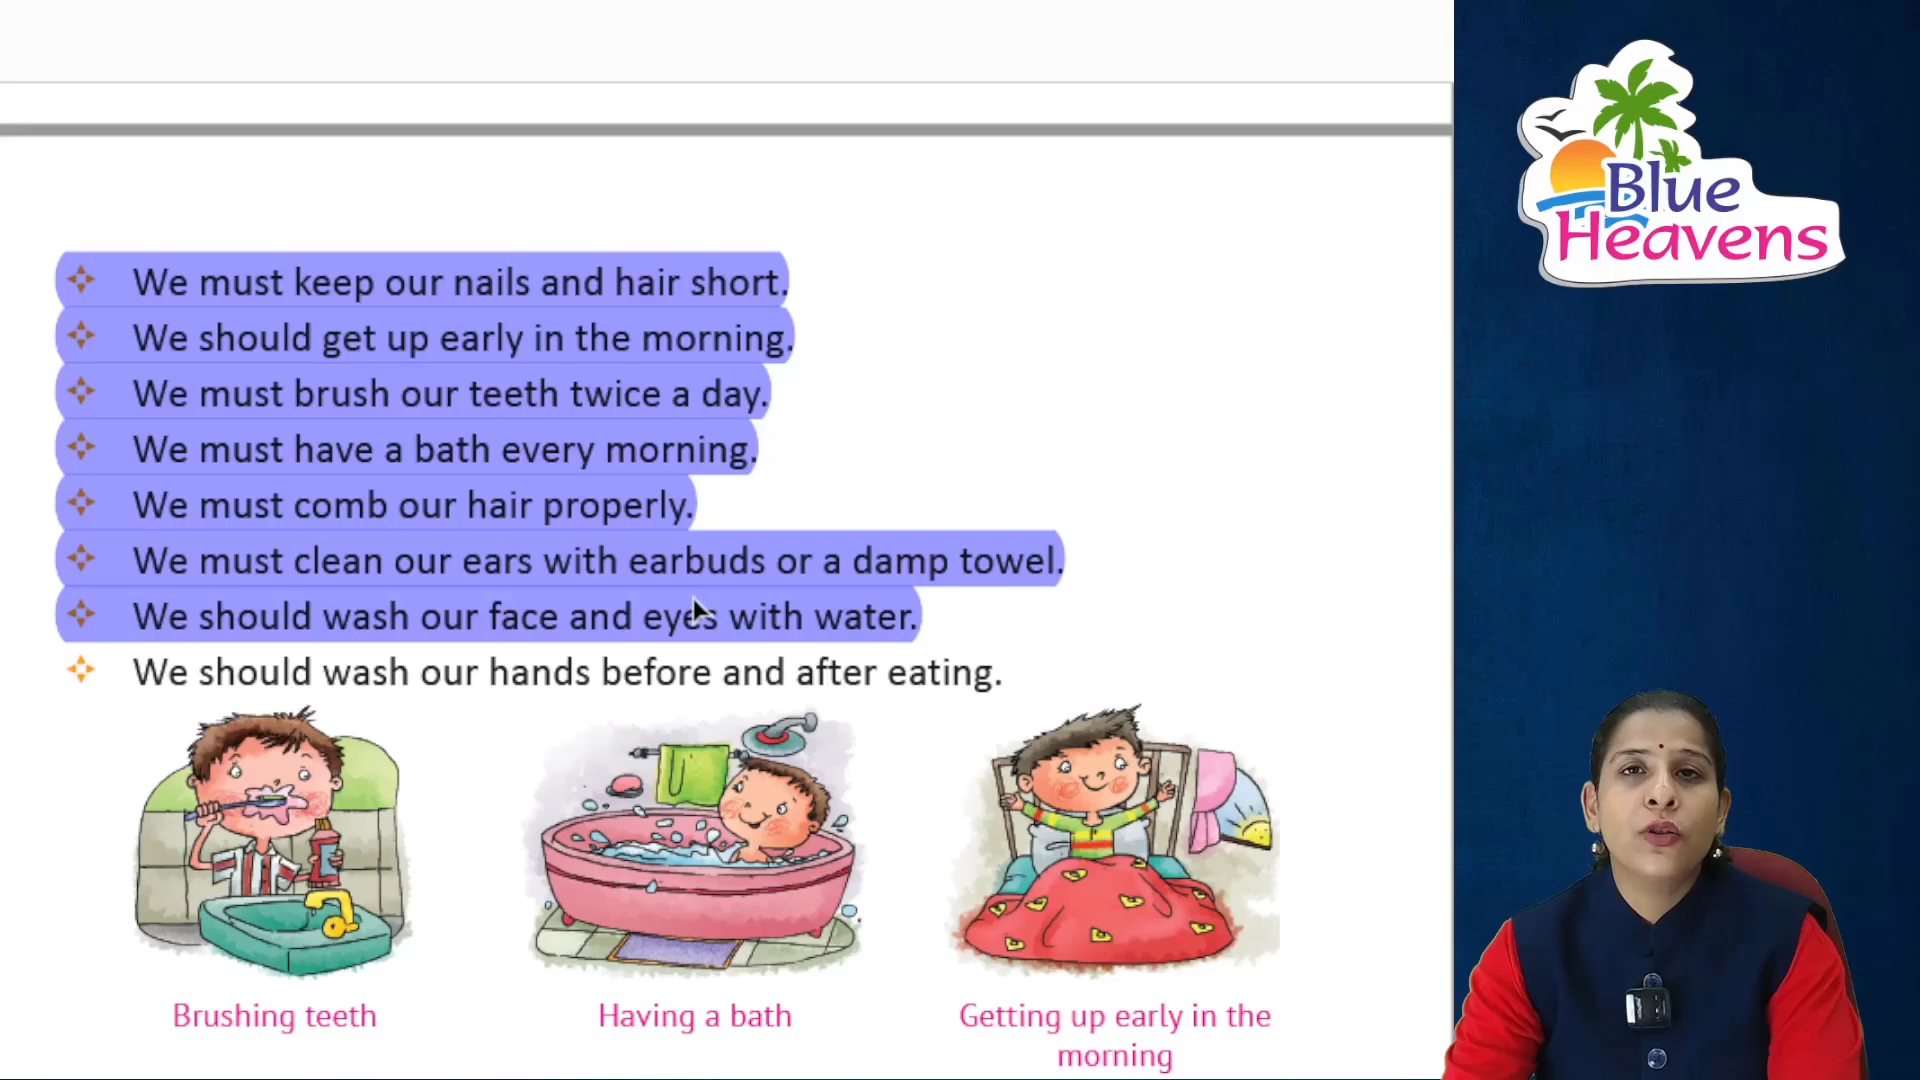 We must keep our nails and hair short.
We should get up early in the morning.
We must brush our teeth twice a day.
We must have a bath every morning.
We must comb our hair properly.
We must clean our ears with earbuds or a damp towel.
We should wash our face and eyes with water.
We should wash our hands before and after eating.
Brushing teeth
Having a bath
Getting up early in the
morning
Blue
Heavens